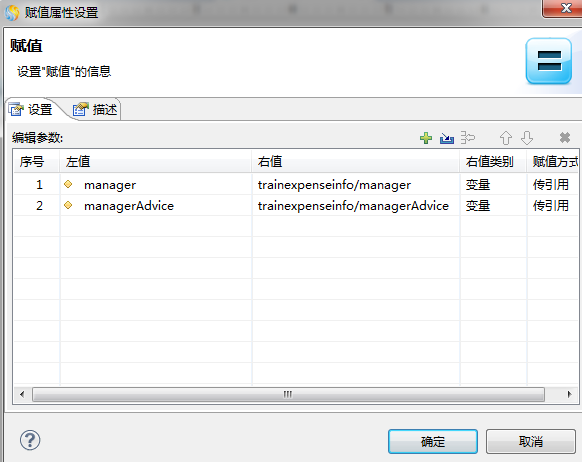 赋值属性设置
赋值
设置"赋值"的信息
设置 描述
编辑参数:
序号 左值 右值 右值类别 赋值方式
1 manager trainexpenseinfo/manager 变量 传引用
2 managerAdvice trainexpenseinfo/managerAdvice 变量 传引用
确定 取消